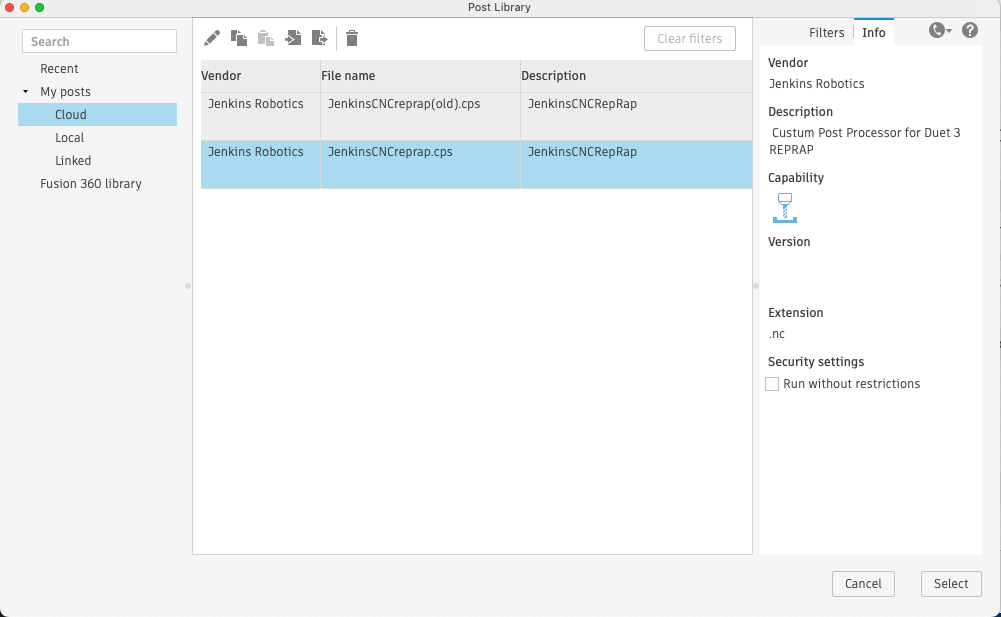 Post Library
Search
Recent
My posts
Cloud
Local
Linked
Fusion 360 library
Clear filters
Vendor File name Description
Jenkins Robotics JenkinsCNCreprap(old).cps JenkinsCNCRepRap
Jenkins Robotics JenkinsCNCreprap.cps JenkinsCNCRepRap
Filters Info
Vendor
Jenkins Robotics
Description
Custum Post Processor for Duet 3
REPRAP
Capability
Version
Extension
.nc
Security settings
Run without restrictions
Cancel Select